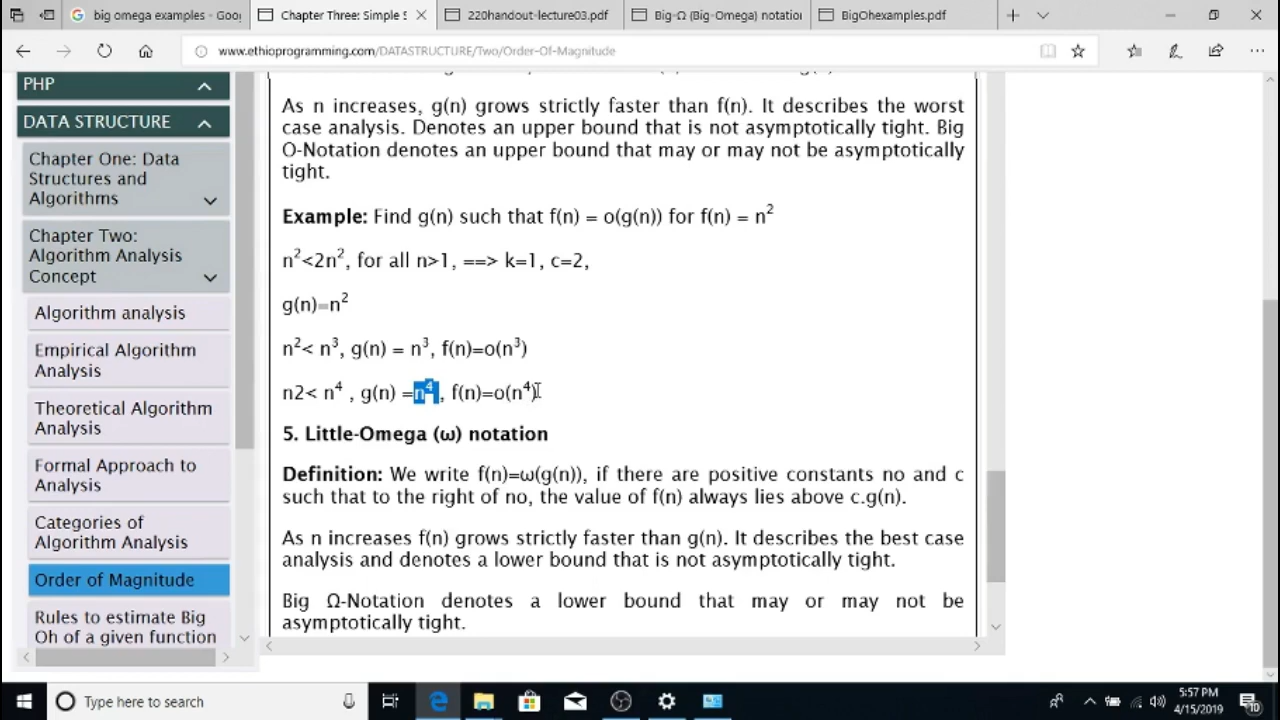 big omega examples - Goog
Chapter Three: Simple S
220handout-lecture03.pdf
Big-Ω (Big-Omega) notation
BigOhexamples.pdf
www.ethioprogramming.com/DATASTRUCTURE/Two/Order-Of-Magnitude
PHP
DATA STRUCTURE
Chapter One: Data
Structures and
Algorithms
Chapter Two:
Algorithm Analysis
Concept
Algorithm analysis
Empirical Algorithm
Analysis
Theoretical Algorithm
Analysis
Formal Approach to
Analysis
Categories of
Algorithm Analysis
Order of Magnitude
Rules to estimate Big
Oh of a given function
As n increases, g(n) grows strictly faster than f(n). It describes the worst
case analysis. Denotes an upper bound that is not asymptotically tight. Big
O-Notation denotes an upper bound that may or may not be asymptotically
tight.
Example: Find g(n) such that f(n) = o(g(n)) for f(n) = n²
n²<2n², for all n>1, ==> k=1, c=2,
g(n)=n²
n²< n³, g(n) = n³, f(n)=o(n³)
n2< n⁴ , g(n) =n⁴ , f(n)=o(n⁴)
5. Little-Omega (ω) notation
Definition: We write f(n)=ω(g(n)), if there are positive constants no and c
such that to the right of no, the value of f(n) always lies above c.g(n).
As n increases f(n) grows strictly faster than g(n). It describes the best case
analysis and denotes a lower bound that is not asymptotically tight.
Big Ω-Notation denotes a lower bound that may or may not be
asymptotically tight.
Type here to search
5:57 PM
4/15/2019
10